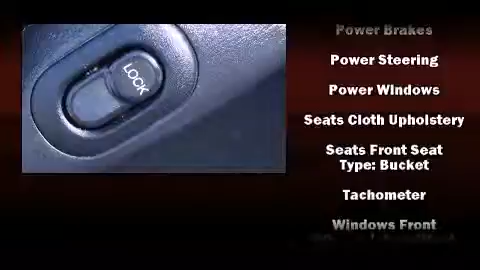 LOCK
Power Brakes
Power Steering
Power Windows
Seats Cloth Upholstery
Seats Front Seat
Type: Bucket
Tachometer
Windows Front